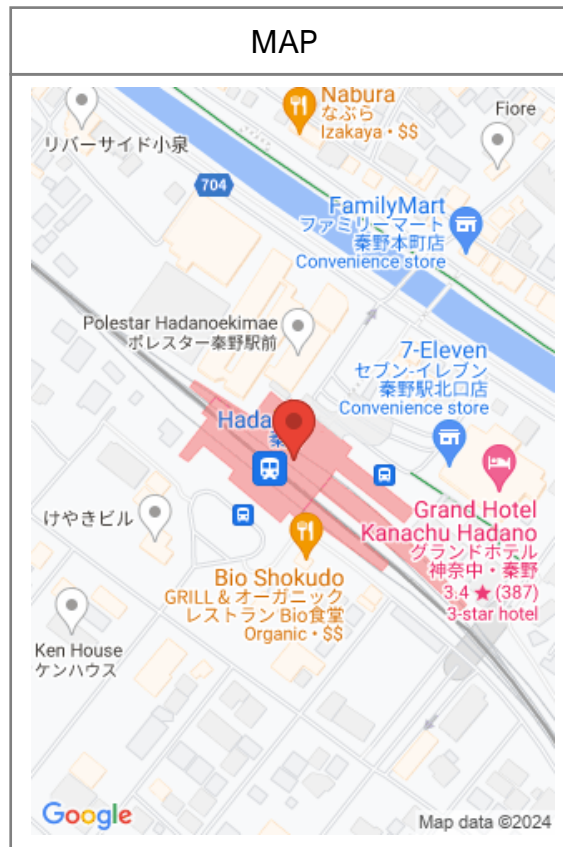 MAP
Nabura
なぶら
Izakaya • $$
Fiore
リバーサイド小泉
704
FamilyMart
ファミリーマート
秦野本町店
Convenience store
Polestar Hadanoekimae
ポレスター秦野駅前
7-Eleven
セブン-イレブン
秦野駅北口店
Convenience store
Grand Hotel
Kanachu Hadano
グランドホテル
神奈中・秦野
3.4 ★ (387)
3-star hotel
けやきビル
Bio Shokudo
GRILL & オーガニック
レストラン Bio食堂
Organic • $$
Ken House
ケンハウス
Google
Map data ©2024